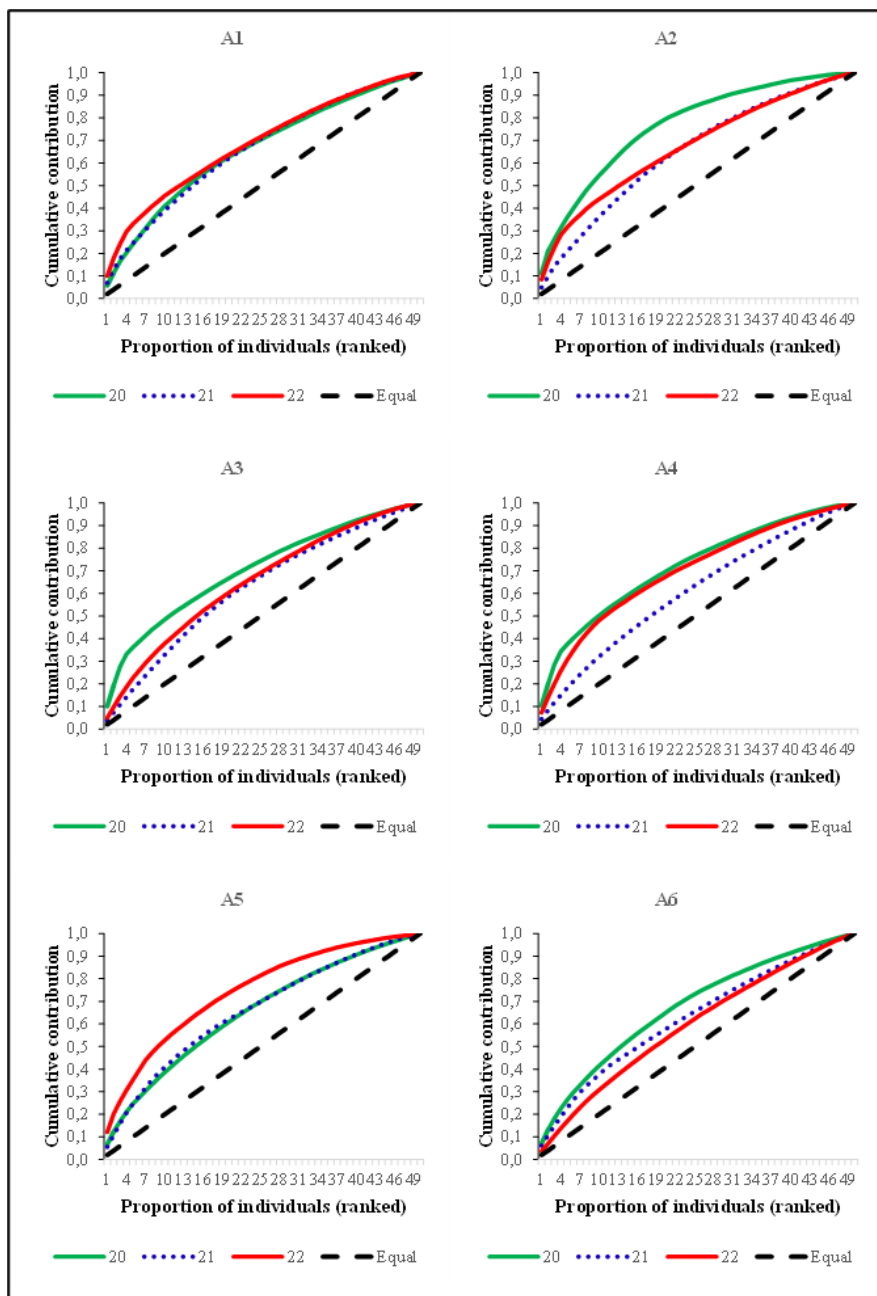 A1
Cumulative contribution
1,0
0,9
0,8
0,7
0,6
0,5
0,4
0,3
0,2
0,1
0,0
1 4 7 10 13 16 19 22 25 28 31 34 37 40 43 46 49
Proportion of individuals (ranked)
20 21 22 Equal
A2
Cumulative contribution
1,0
0,9
0,8
0,7
0,6
0,5
0,4
0,3
0,2
0,1
0,0
1 4 7 10 13 16 19 22 25 28 31 34 37 40 43 46 49
Proportion of individuals (ranked)
20 21 22 Equal
A3
Cumulative contribution
1,0
0,9
0,8
0,7
0,6
0,5
0,4
0,3
0,2
0,1
0,0
1 4 7 10 13 16 19 22 25 28 31 34 37 40 43 46 49
Proportion of individuals (ranked)
20 21 22 Equal
A4
Cumulative contribution
1,0
0,9
0,8
0,7
0,6
0,5
0,4
0,3
0,2
0,1
0,0
1 4 7 10 13 16 19 22 25 28 31 34 37 40 43 46 49
Proportion of individuals (ranked)
20 21 22 Equal
A5
Cumulative contribution
1,0
0,9
0,8
0,7
0,6
0,5
0,4
0,3
0,2
0,1
0,0
1 4 7 10 13 16 19 22 25 28 31 34 37 40 43 46 49
Proportion of individuals (ranked)
20 21 22 Equal
A6
Cumulative contribution
1,0
0,9
0,8
0,7
0,6
0,5
0,4
0,3
0,2
0,1
0,0
1 4 7 10 13 16 19 22 25 28 31 34 37 40 43 46 49
Proportion of individuals (ranked)
20 21 22 Equal